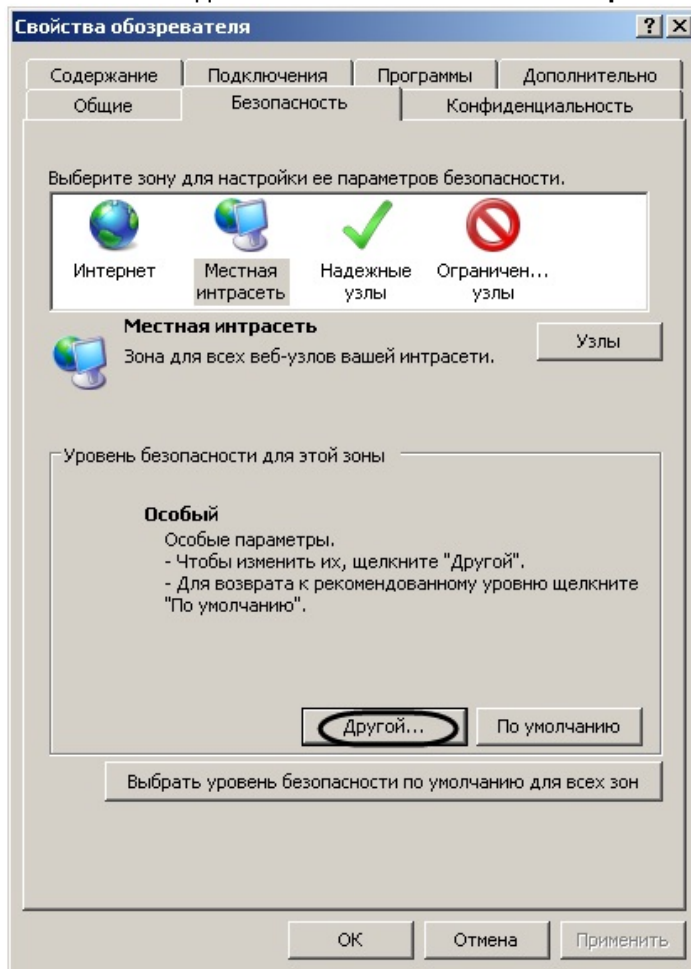 Свойства обозревателя
Содержание Подключения Программы Дополнительно
Общие Безопасность Конфиденциальность
Выберите зону для настройки ее параметров безопасности.
Интернет Местная интрасеть Надежные узлы Ограничен... узлы
Местная интрасеть
Зона для всех веб-узлов вашей интрасети.
Узлы
Уровень безопасности для этой зоны
Особый
Особые параметры.
- Чтобы изменить их, щелкните "Другой".
- Для возврата к рекомендованному уровню щелкните
"По умолчанию".
Другой... По умолчанию
Выбрать уровень безопасности по умолчанию для всех зон
ОК Отмена Применить